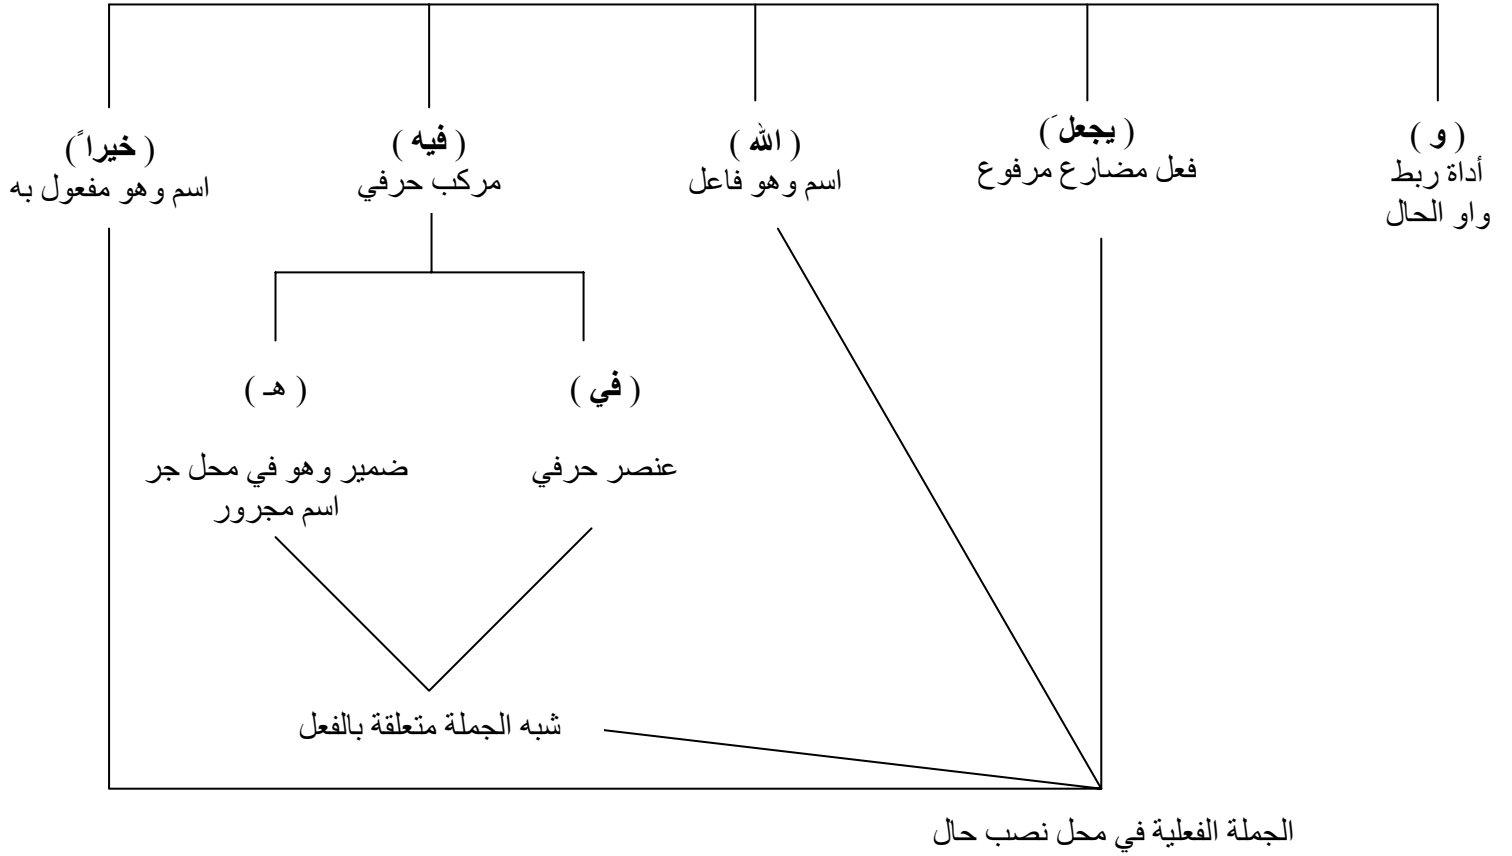 ( و )
أداة ربط
واو الحال
( يجعلَ )
فعل مضارع مرفوع
( الله )
اسم وهو فاعل
( فيه )
مركب حرفي
( خيراً )
اسم وهو مفعول به
( في )
عنصر حرفي
( هـ )
ضمير وهو في محل جر
اسم مجرور
شبه الجملة متعلقة بالفعل
الجملة الفعلية في محل نصب حال